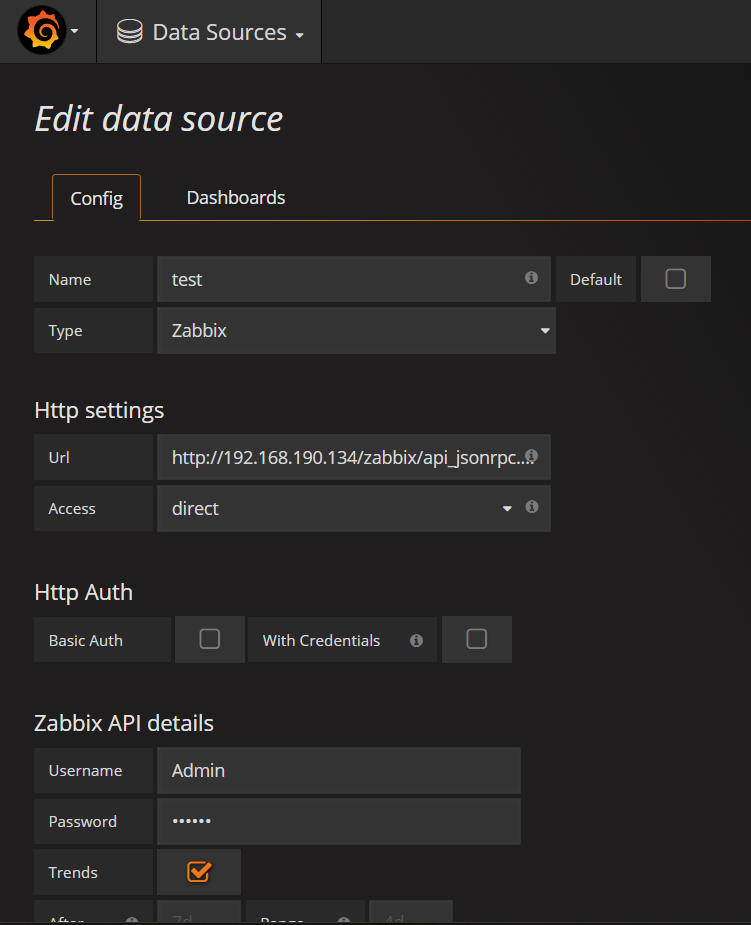 Data Sources
Edit data source
Config Dashboards
Name test Default
Type Zabbix
Http settings
Url http://192.168.190.134/zabbix/api_jsonrpc....
Access direct
Http Auth
Basic Auth With Credentials
Zabbix API details
Username Admin
Password ••••••
Trends
After 7d Range 4d